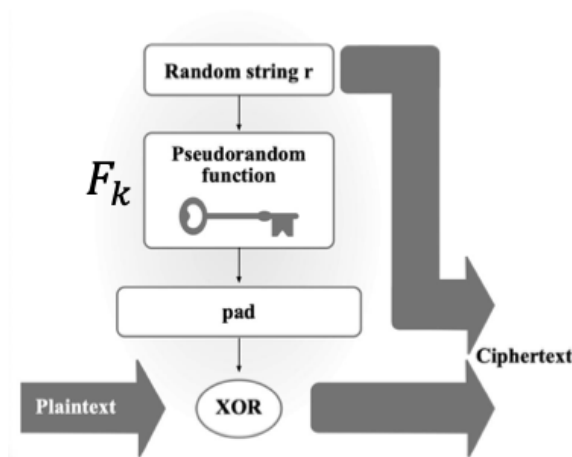 Random string r
Pseudorandom
function
F_k
pad
Ciphertext
Plaintext
XOR